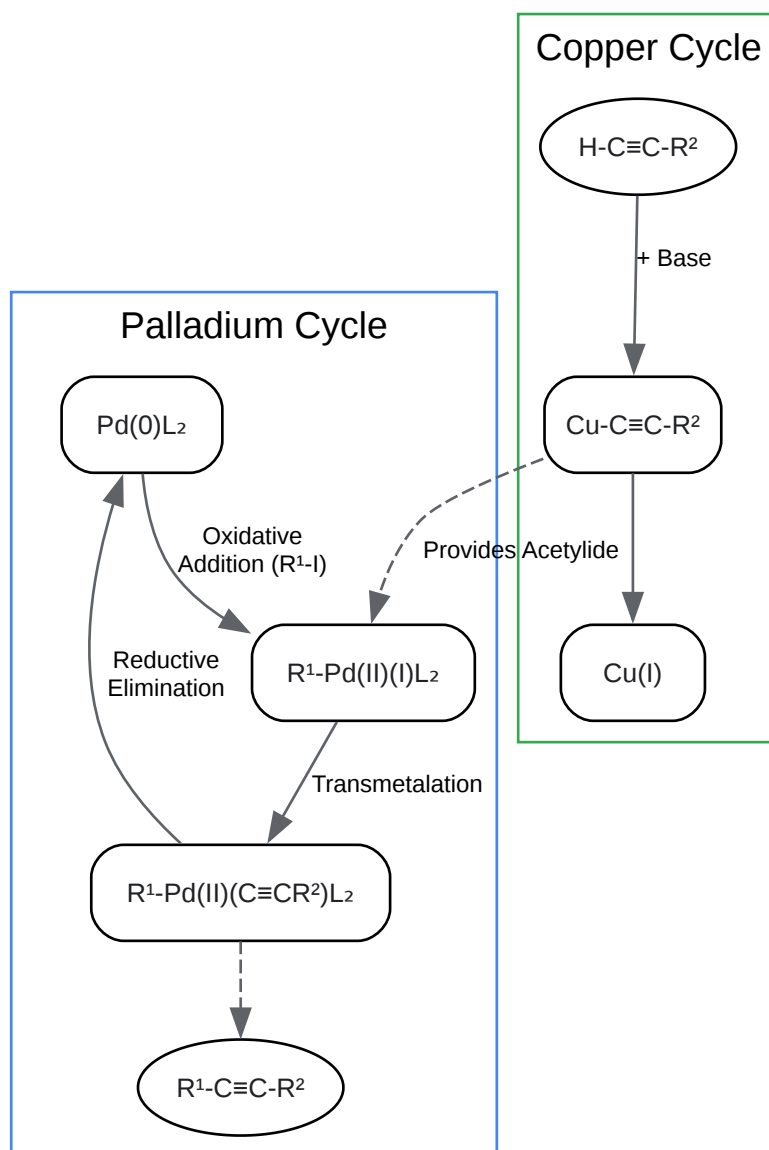 Copper Cycle
H-C≡C-R²
+ Base
Palladium Cycle
Pd(0)L₂
Cu-C≡C-R²
Oxidative
Addition (R¹-I)
Provides Acetylide
Reductive
Elimination
R¹-Pd(II)(I)L₂
Cu(I)
Transmetalation
R¹-Pd(II)(C≡CR²)L₂
R¹-C≡C-R²